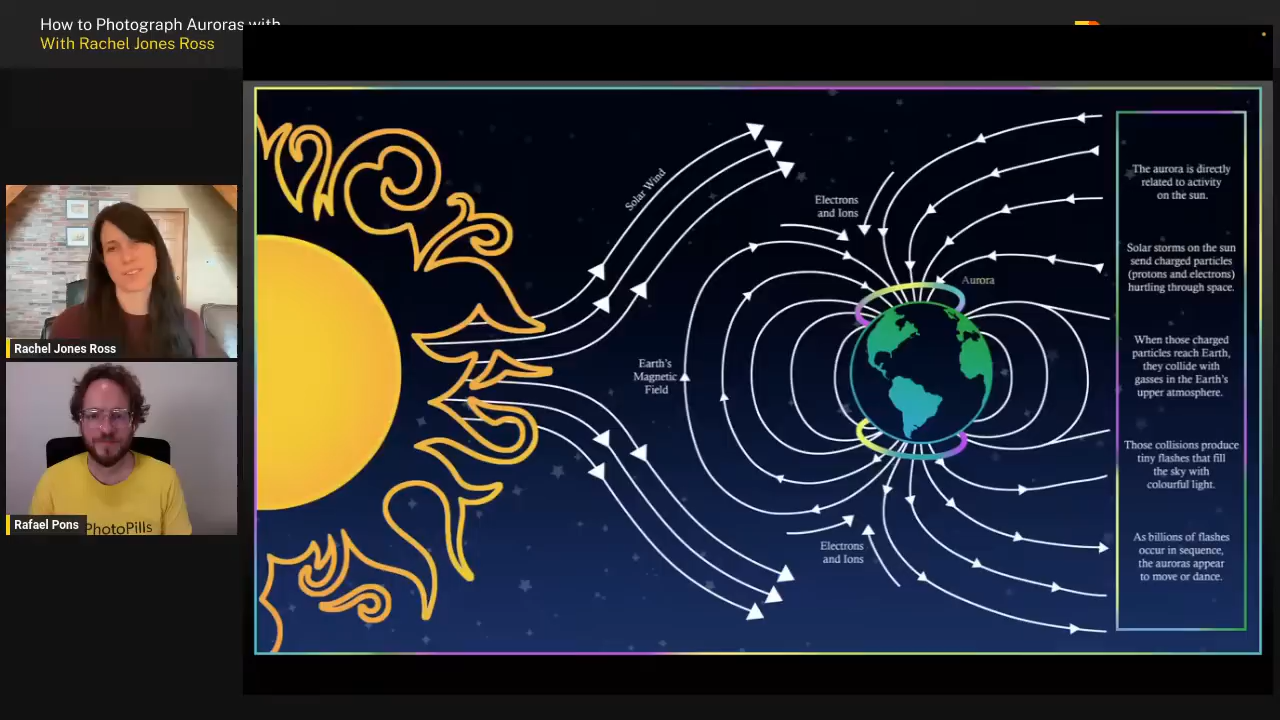 How to Photograph Auroras with
With Rachel Jones Ross
Rachel Jones Ross
PhotoPills
Rafael Pons
Solar Wind
Electrons
and Ions
Aurora
Earth's
Magnetic
Field
Electrons
and Ions
The aurora is directly
related to activity
on the sun.
Solar storms on the sun
send charged particles
(protons and electrons)
hurtling through space.
When those charged
particles reach Earth,
they collide with
gasses in the Earth's
upper atmosphere.
Those collisions produce
tiny flashes that fill
the sky with
colourful light.
As billions of flashes
occur in sequence,
the auroras appear
to move or dance.